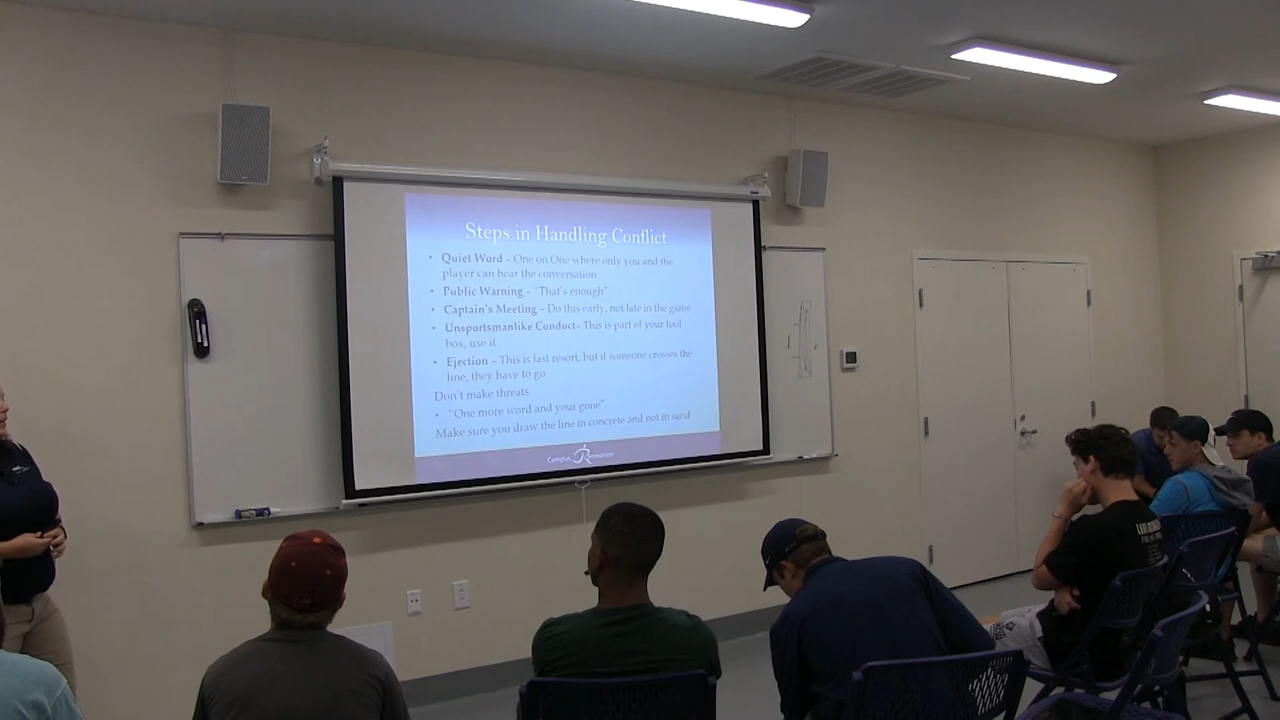 Steps in Handling Conflict
• Quiet Word – One on One where only you and the
player can hear the conversation
• Public Warning – "That's enough"
• Captain's Meeting – Do this early, not late in the game
• Unsportsmanlike Conduct– This is part of your tool
box, use it
• Ejection – This is last resort, but if someone crosses the
line, they have to go
Don't make threats
• "One more word and your gone"
Make sure you draw the line in concrete and not in sand
Campus Recreation